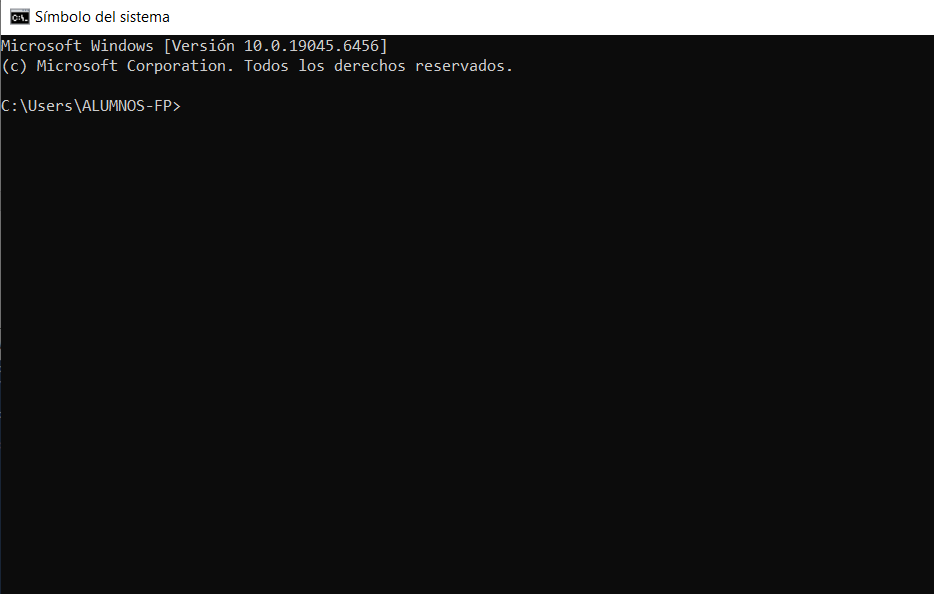 Símbolo del sistema
Microsoft Windows [Versión 10.0.19045.6456]
(c) Microsoft Corporation. Todos los derechos reservados.
C:\Users\ALUMNOS-FP>